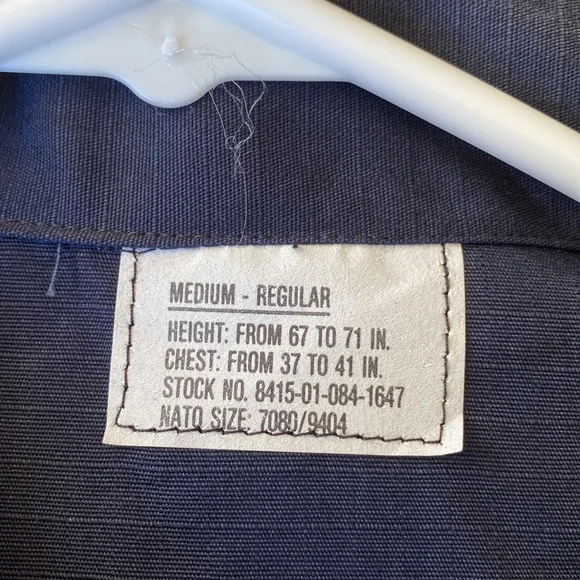 MEDIUM - REGULAR
HEIGHT: FROM 67 TO 71 IN.
CHEST: FROM 37 TO 41 IN.
STOCK NO. 8415-01-084-1647
NATO SIZE: 7080/9404